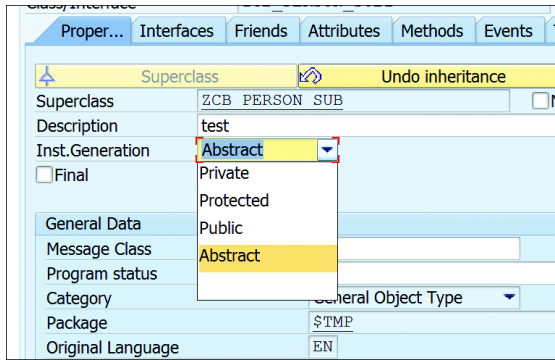 Proper... Interfaces Friends Attributes Methods Events
Superclass Undo inheritance
Superclass ZCB PERSON SUB
Description test
Inst.Generation Abstract
Final
Private
Protected
Public
Abstract
General Data
Message Class
Program status
Category General Object Type
Package $TMP
Original Language EN